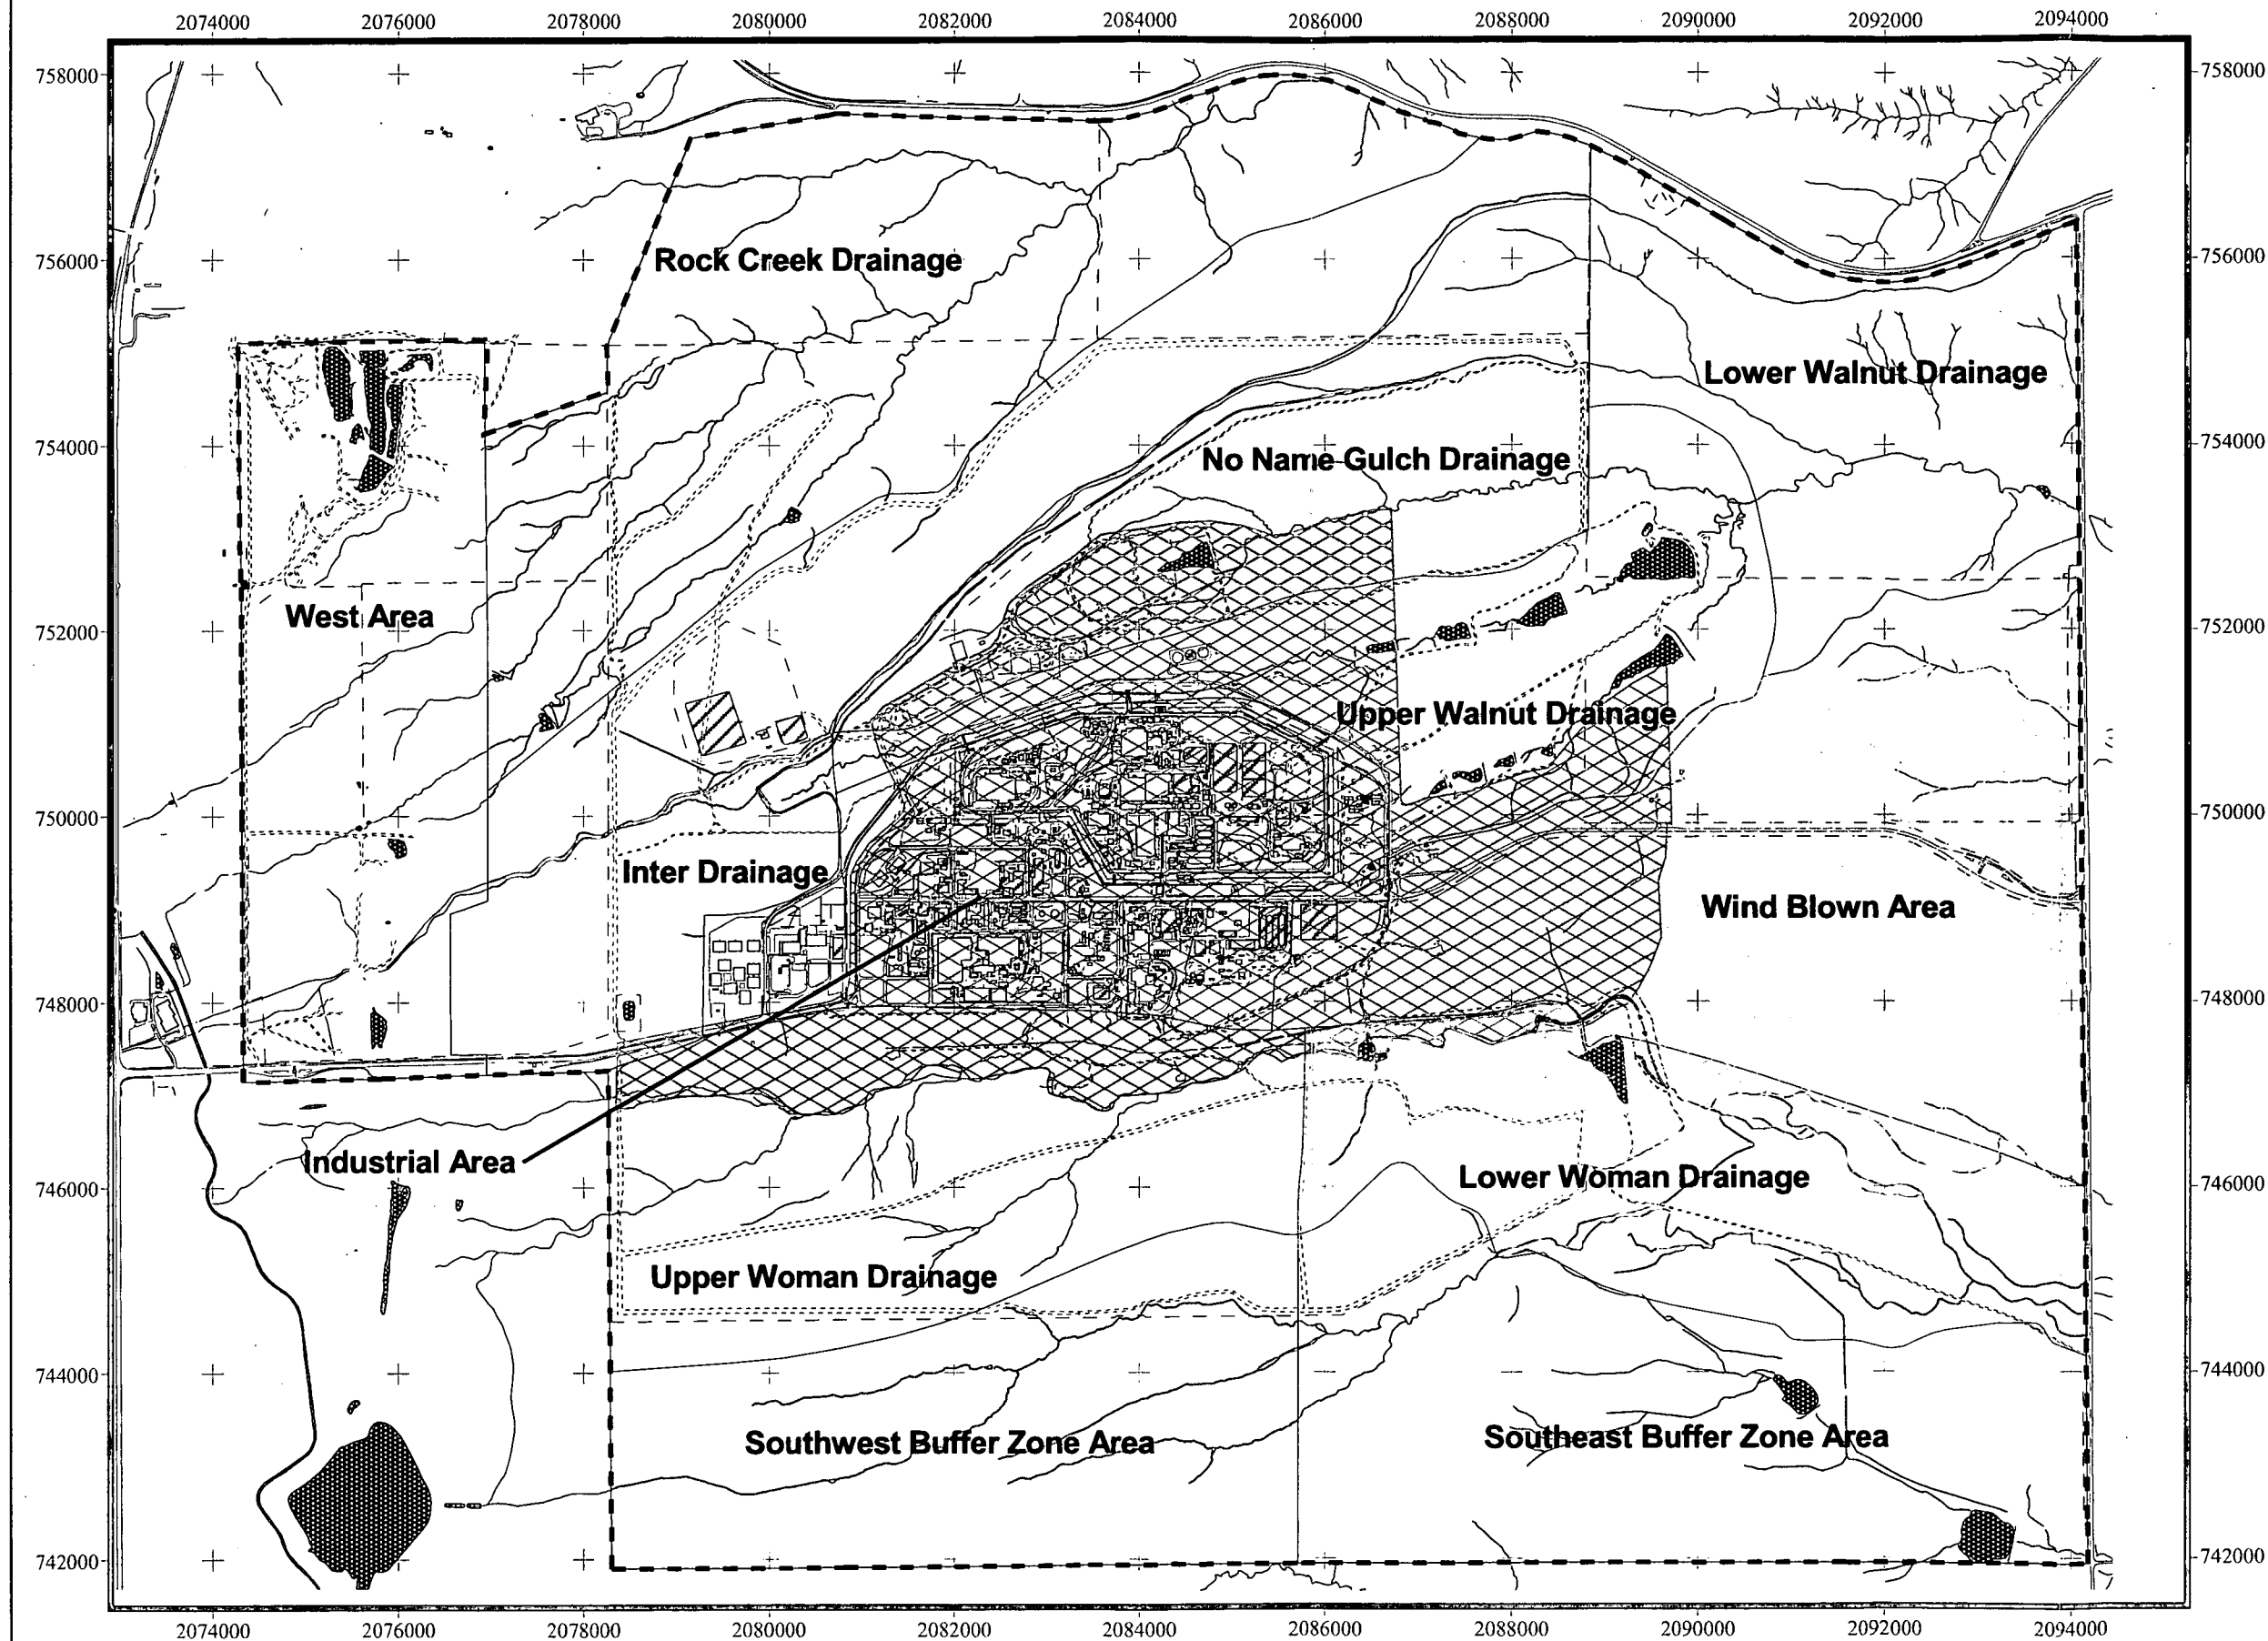 2074000 2076000 2078000 2080000 2082000 2084000 2086000 2088000 2090000 2092000 2094000
758000 758000
Rock Creek Drainage
756000 756000
Lower Walnut Drainage
754000 754000
No Name Gulch Drainage
West Area
752000 752000
Upper Walnut Drainage
750000 750000
Inter Drainage
Wind Blown Area
748000 748000
Industrial Area
Lower Woman Drainage
746000 746000
Upper Woman Drainage
744000 744000
Southwest Buffer Zone Area
Southeast Buffer Zone Area
742000 742000
2074000 2076000 2078000 2080000 2082000 2084000 2086000 2088000 2090000 2092000 2094000